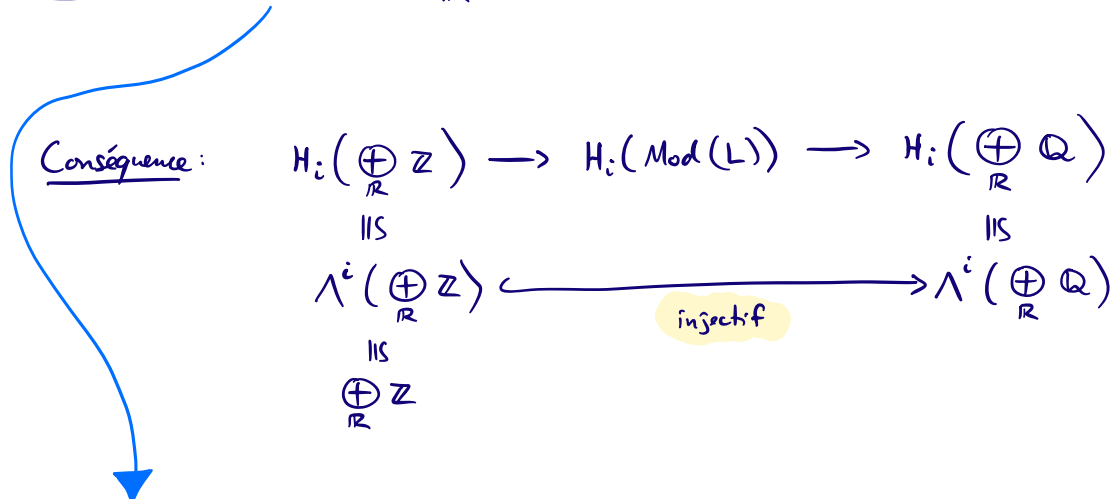 Conséquence : H_i(⊕_ℝ ℤ) ⟶ H_i(Mod(L)) ⟶ H_i(⊕_ℝ ℚ)
≅ ≅
Λ^i(⊕_ℝ ℤ) ↪ Λ^i(⊕_ℝ ℚ)
injectif
≅
⊕_ℝ ℤ